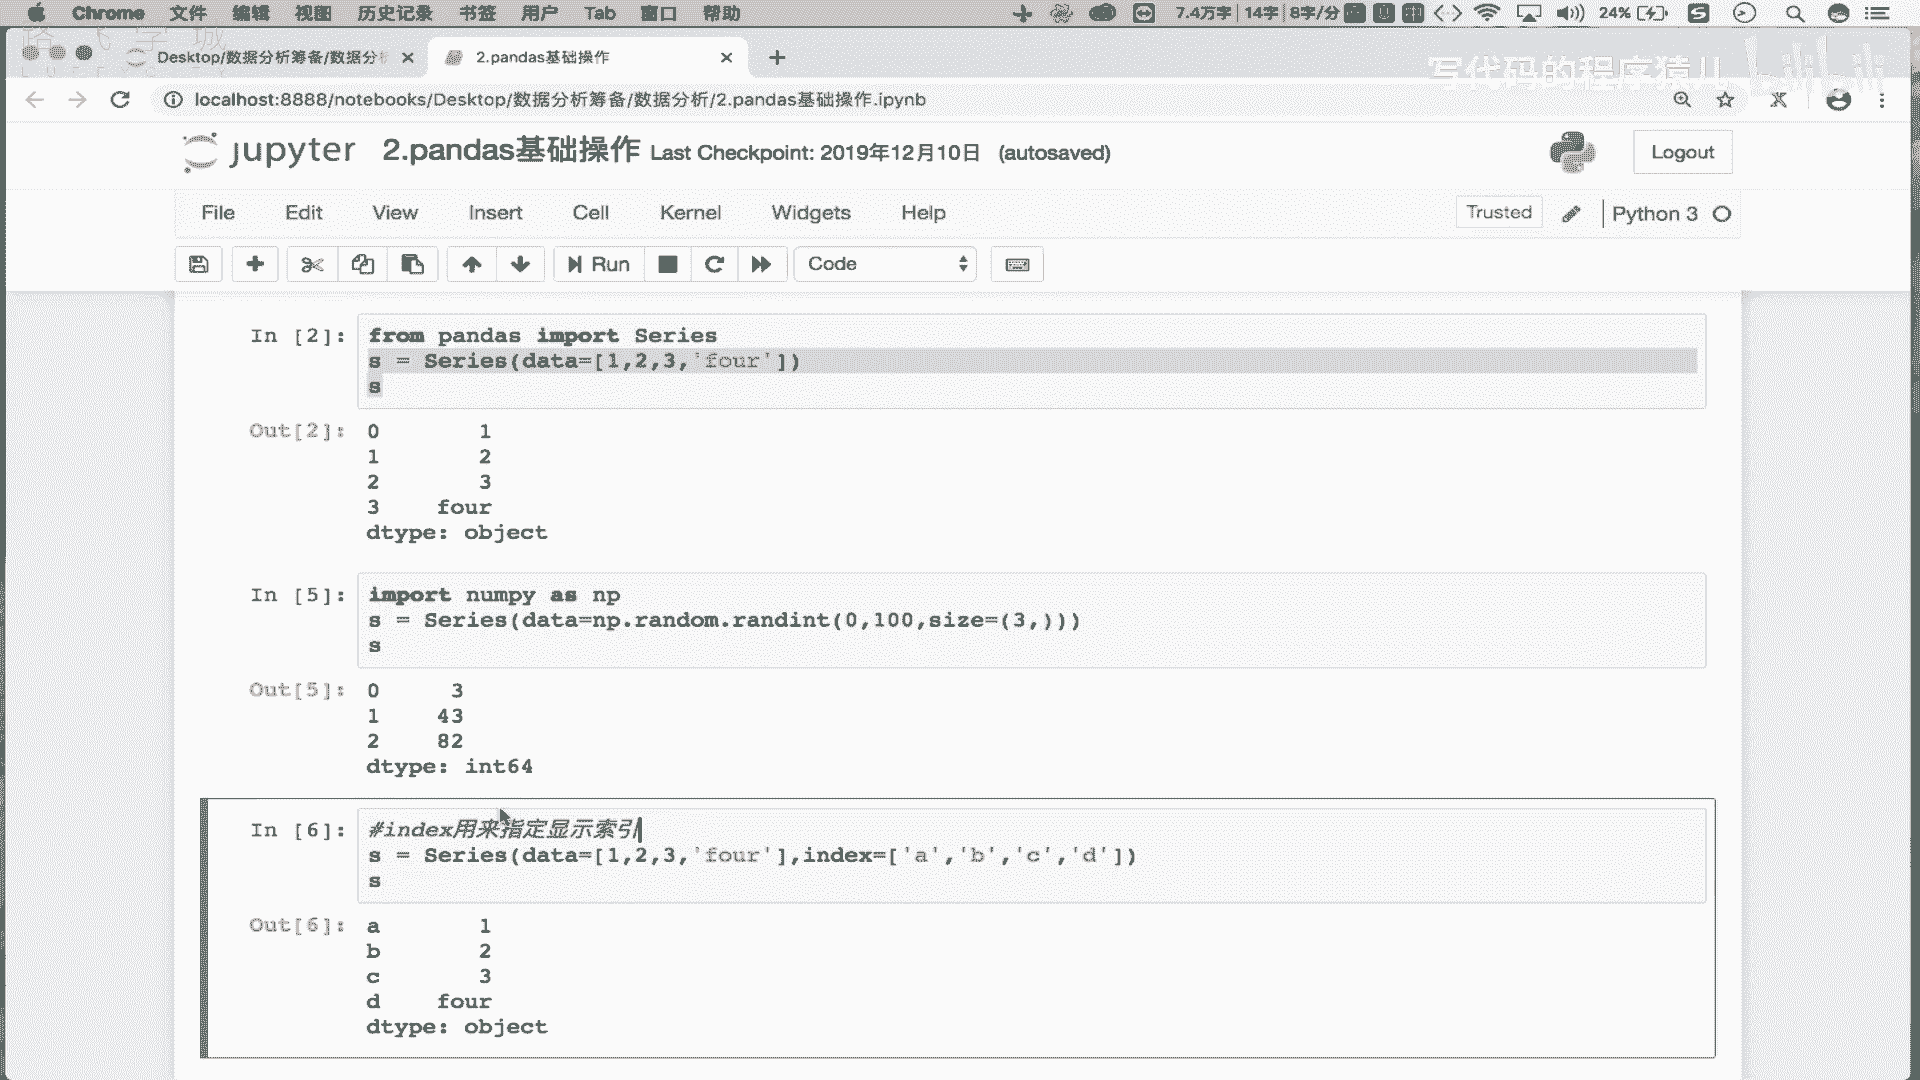 Chrome 文件 编辑 视图 历史记录 书签 用户 Tab 窗口 帮助 7.4万字 14字 8字/分 24%
Desktop/数据分析筹备/数据分析 2.pandas基础操作
写代码的程序猿儿 bilibili
localhost:8888/notebooks/Desktop/数据分析筹备/数据分析/2.pandas基础操作.ipynb
jupyter 2.pandas基础操作 Last Checkpoint: 2019年12月10日 (autosaved) Logout
File Edit View Insert Cell Kernel Widgets Help Trusted Python 3
Run Code
In [2]: from pandas import Series
s = Series(data=[1,2,3,'four'])
s
Out[2]: 0 1
1 2
2 3
3 four
dtype: object
In [5]: import numpy as np
s = Series(data=np.random.randint(0,100,size=(3,)))
s
Out[5]: 0 3
1 43
2 82
dtype: int64
In [6]: #index用来指定显示索引
s = Series(data=[1,2,3,'four'],index=['a','b','c','d'])
s
Out[6]: a 1
b 2
c 3
d four
dtype: object